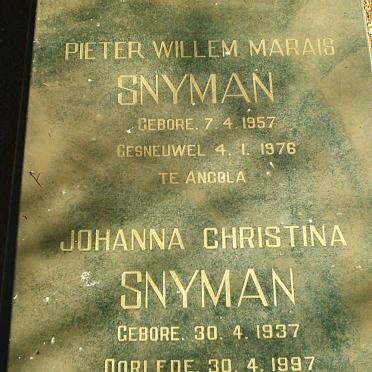 PIETER WILLEM MARAIS
SNYMAN
GEBORE. 7. 4. 1957
GESNEUWEL 4. 1. 1976
TE ANGOLA
JOHANNA CHRISTINA
SNYMAN
GEBORE. 30. 4. 1937
OORLEDE. 30. 4. 1997